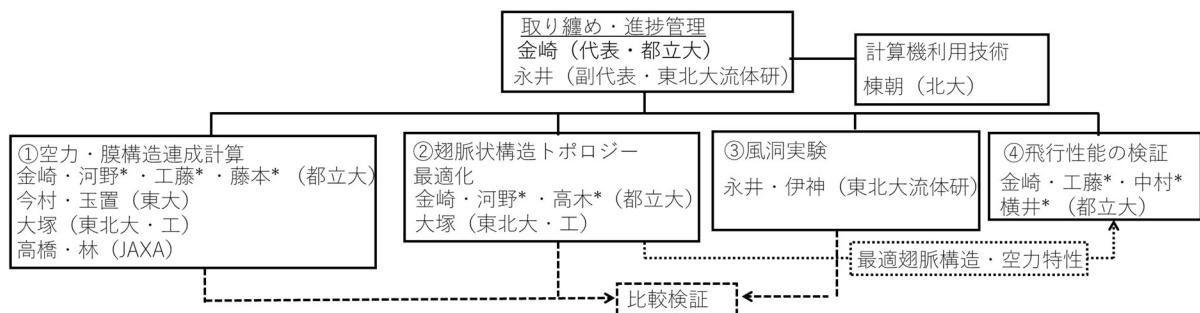 取り纏め・進捗管理
金崎（代表・都立大）
永井（副代表・東北大流体研）
計算機利用技術
棟朝（北大）
①空力・膜構造連成計算
金崎・河野*・工藤*・藤本*（都立大）
今村・玉置（東大）
大塚（東北大・工）
高橋・林（JAXA）
②翅脈状構造トポロジー
最適化
金崎・河野*・高木*（都立大）
大塚（東北大・工）
③風洞実験
永井・伊神（東北大流体研）
④飛行性能の検証
金崎・工藤*・中村*
横井*（都立大）
最適翅脈構造・空力特性
比較検証